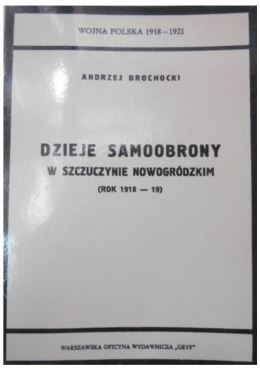 WOJNA POLSKA 1918–1921
ANDRZEJ BROCHOCKI
DZIEJE SAMOOBRONY
W SZCZUCZYNIE NOWOGRÓDZKIM
(ROK 1918 — 19)
WARSZAWSKA OFICYNA WYDAWNICZA „GRYF"